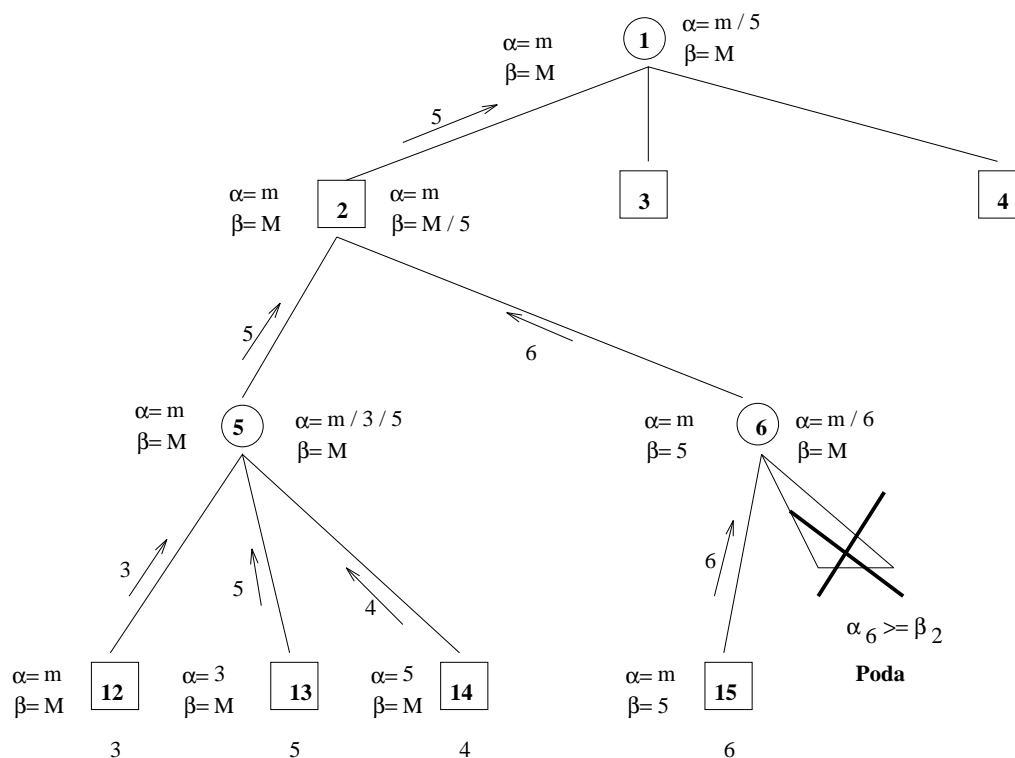 α= m
β= M
1
α= m / 5
β= M
5
α= m
β= M
2
α= m
β= M / 5
3
4
5
6
α= m
β= M
5
α= m / 3 / 5
β= M
α= m
β= 5
6
α= m / 6
β= M
3
5
4
6
α 6 >= β 2
Poda
α= m
β= M
12
α= 3
β= M
13
α= 5
β= M
14
α= m
β= 5
15
3
5
4
6